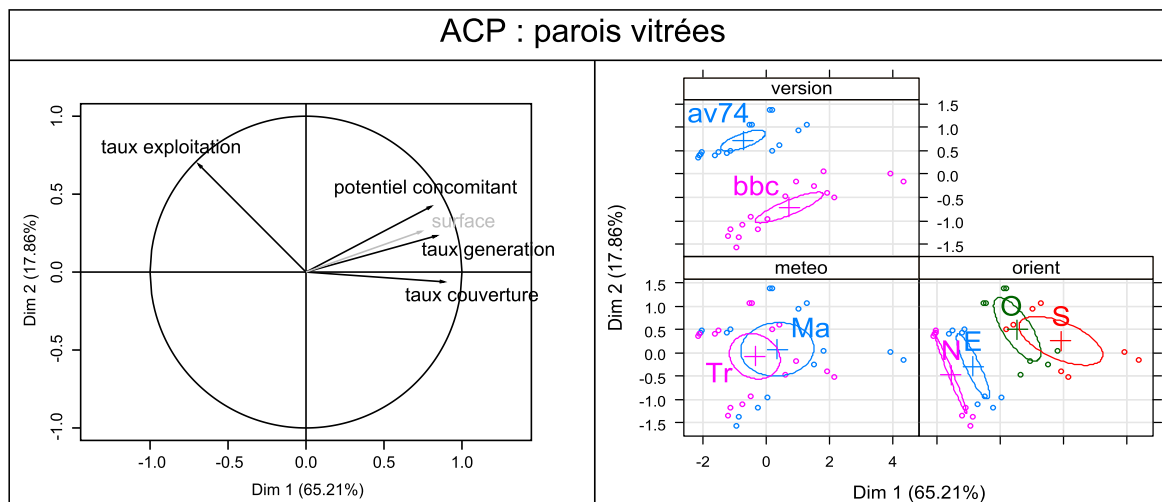 ACP : parois vitrées
1.0
0.5
0.0
-0.5
-1.0
Dim 2 (17.86%)
taux exploitation
potentiel concomitant
surface
taux generation
taux couverture
-1.0 -0.5 0.0 0.5 1.0
Dim 1 (65.21%)
Dim 2 (17.86%)
version
av74
bbc
1.5
1.0
0.5
0.0
-0.5
-1.0
-1.5
meteo
orient
1.5
1.0
0.5
0.0
-0.5
-1.0
-1.5
Ma
Tr
O
S
E
N
-2 0 2 4
Dim 1 (65.21%)